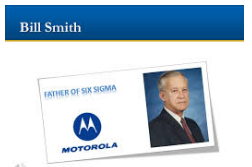 Bill Smith
FATHER OF SIX SIGMA
MOTOROLA